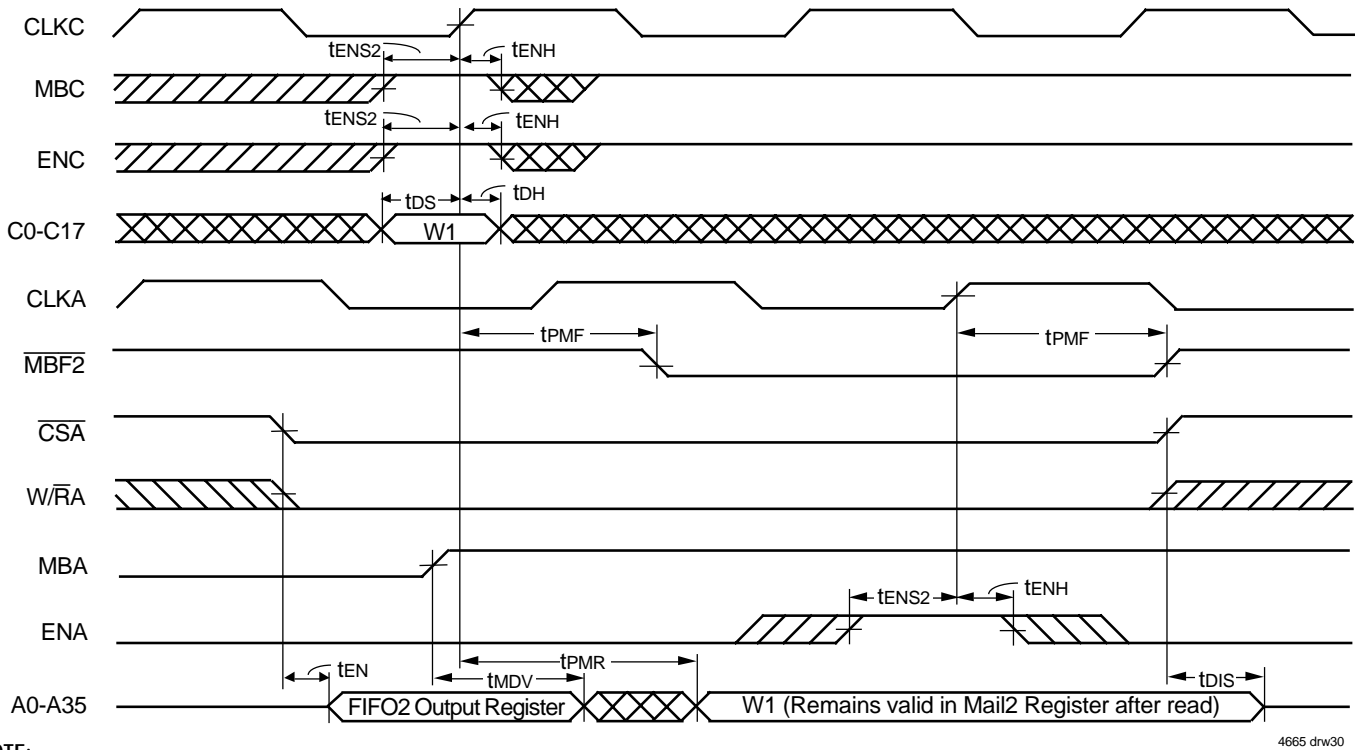 CLKC
tENS2 tENH
MBC
tENS2 tENH
ENC
tDS tDH
C0-C17 W1
CLKA
tPMF tPMF
MBF2
CSA
W/RA
MBA
tENS2 tENH
ENA
tPMR
tEN tMDV tDIS
A0-A35 FIFO2 Output Register W1 (Remains valid in Mail2 Register after read)
4665 drw30